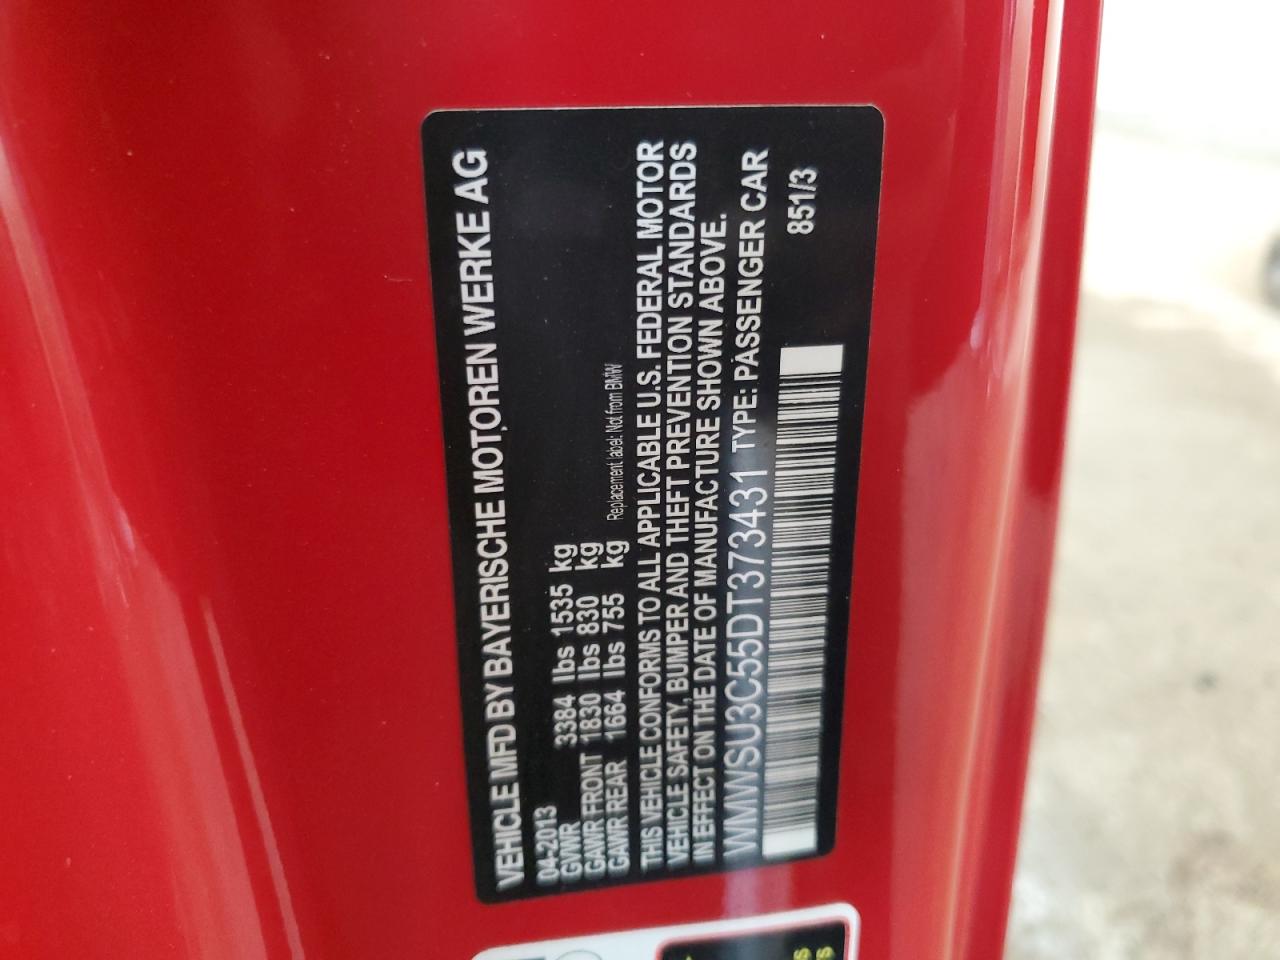 VEHICLE MFD BY BAYERISCHE MOTOREN WERKE AG
04-2013
GVWR 3384 lbs 1535 kg
GAWR FRONT 1830 lbs 830 kg
GAWR REAR 1664 lbs 755 kg Replacement label: Not from BMW
THIS VEHICLE CONFORMS TO ALL APPLICABLE U.S. FEDERAL MOTOR
VEHICLE SAFETY, BUMPER AND THEFT PREVENTION STANDARDS
IN EFFECT ON THE DATE OF MANUFACTURE SHOWN ABOVE.
WMWSU3C55DT373431 TYPE: PASSENGER CAR
851/3